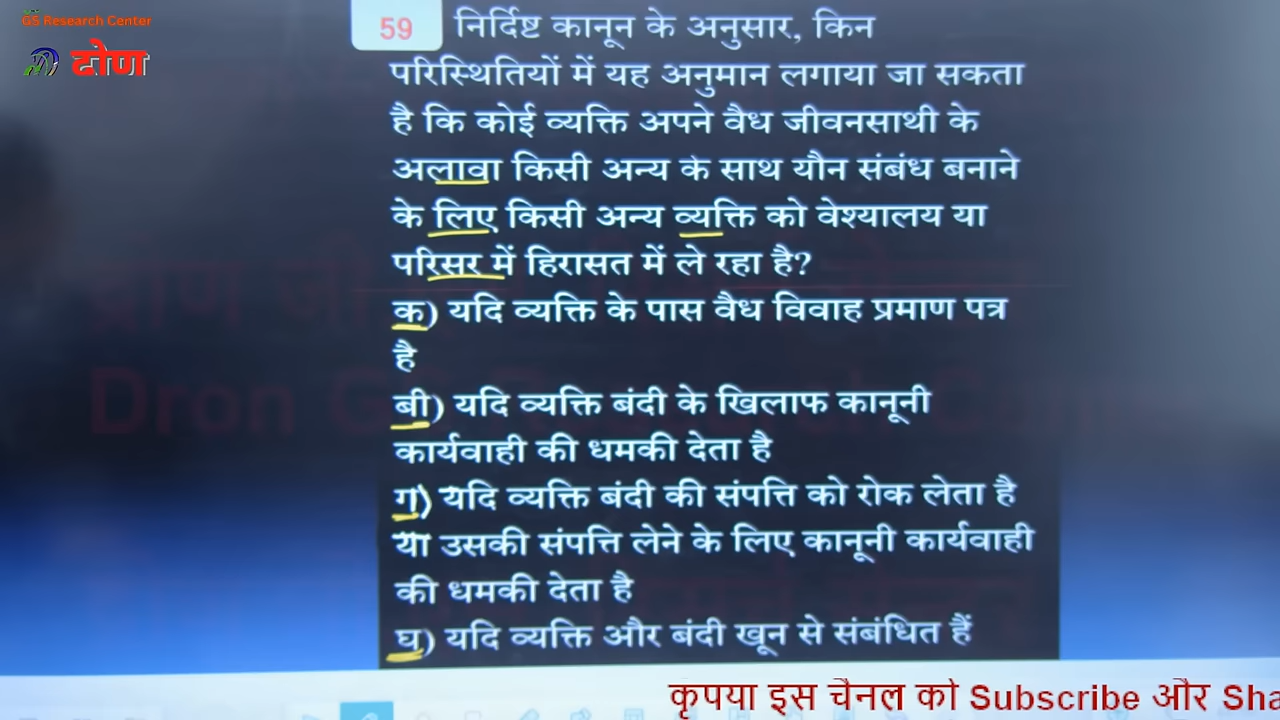 GS Research Center
द्रोण
59 निर्दिष्ट कानून के अनुसार, किन
परिस्थितियों में यह अनुमान लगाया जा सकता
है कि कोई व्यक्ति अपने वैध जीवनसाथी के
अलावा किसी अन्य के साथ यौन संबंध बनाने
के लिए किसी अन्य व्यक्ति को वेश्यालय या
परिसर में हिरासत में ले रहा है?
क) यदि व्यक्ति के पास वैध विवाह प्रमाण पत्र
है
बी) यदि व्यक्ति बंदी के खिलाफ कानूनी
कार्यवाही की धमकी देता है
ग) यदि व्यक्ति बंदी की संपत्ति को रोक लेता है
या उसकी संपत्ति लेने के लिए कानूनी कार्यवाही
की धमकी देता है
घ) यदि व्यक्ति और बंदी खून से संबंधित हैं
कृपया इस चैनल को Subscribe और Sha